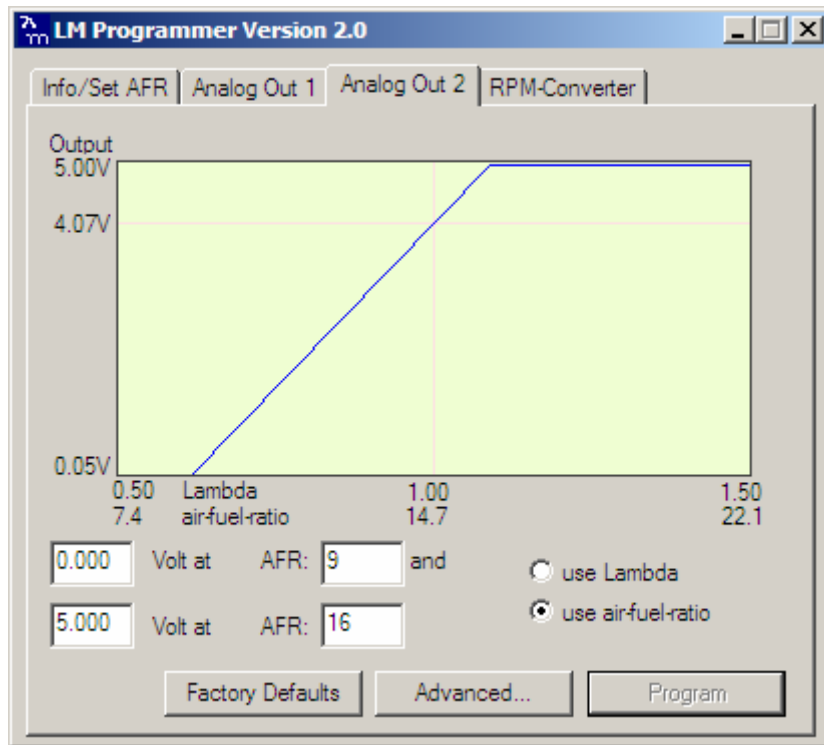 LM Programmer Version 2.0
Info/Set AFR Analog Out 1 Analog Out 2 RPM-Converter
Output
5.00V
4.07V
0.05V
0.50 Lambda 1.00 1.50
7.4 air-fuel-ratio 14.7 22.1
0.000 Volt at AFR: 9 and
use Lambda
5.000 Volt at AFR: 16
use air-fuel-ratio
Factory Defaults Advanced... Program